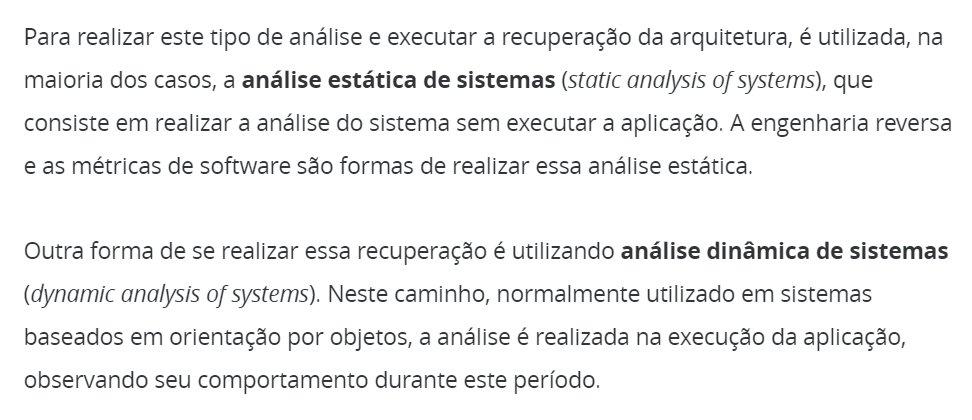 Para realizar este tipo de análise e executar a recuperação da arquitetura, é utilizada, na
maioria dos casos, a análise estática de sistemas (static analysis of systems), que
consiste em realizar a análise do sistema sem executar a aplicação. A engenharia reversa
e as métricas de software são formas de realizar essa análise estática.
Outra forma de se realizar essa recuperação é utilizando análise dinâmica de sistemas
(dynamic analysis of systems). Neste caminho, normalmente utilizado em sistemas
baseados em orientação por objetos, a análise é realizada na execução da aplicação,
observando seu comportamento durante este período.